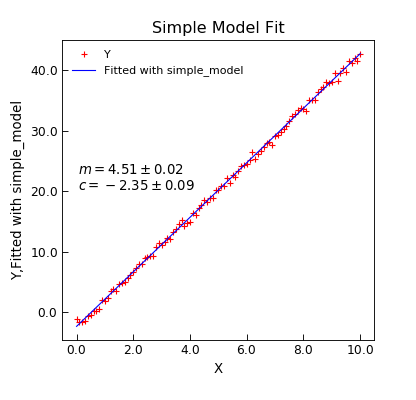 Simple Model Fit
Y
Fitted with simple_model
m = 4.51 ± 0.02
c = −2.35 ± 0.09
Y,Fitted with simple_model
40.0
30.0
20.0
10.0
0.0
0.0 2.0 4.0 6.0 8.0 10.0
X